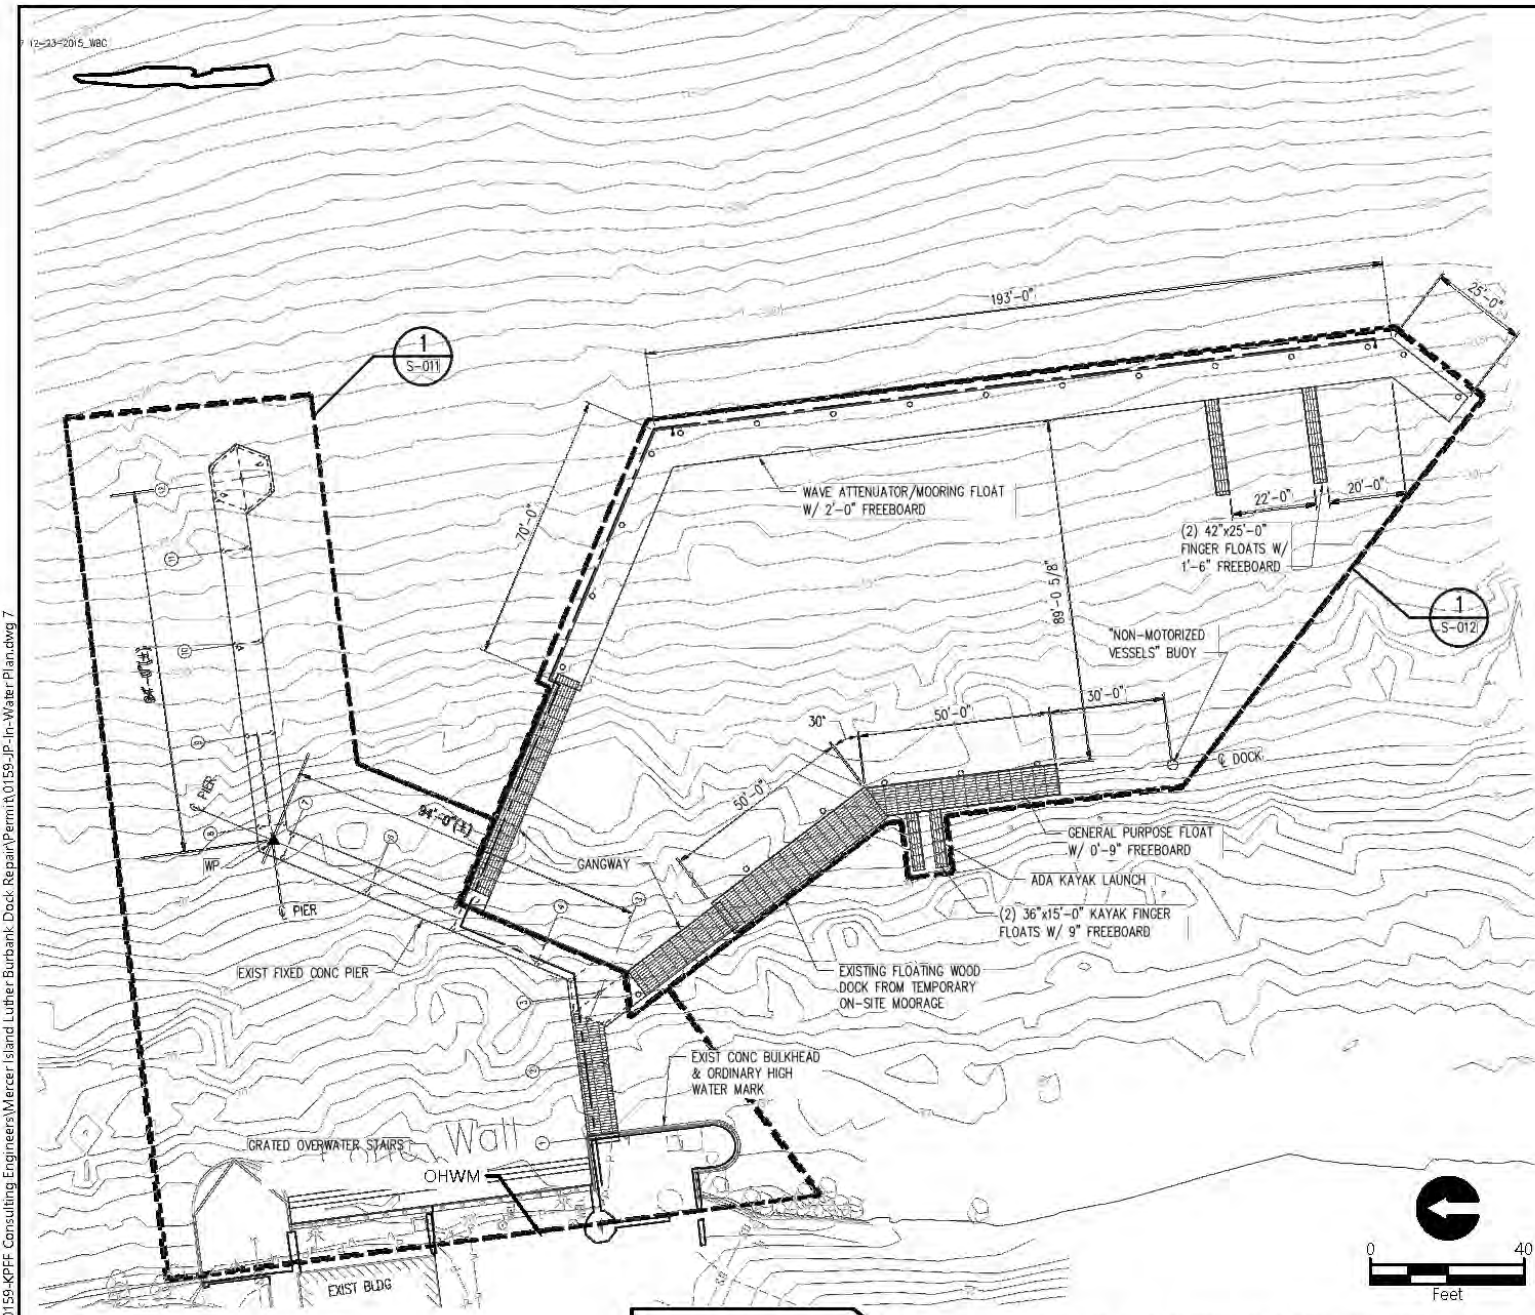 12-23-2015_WBC
193'-0"
25'-0"
1
S-011
70'-0"
WAVE ATTENUATOR/MOORING FLOAT
W/ 2'-0" FREEBOARD
22'-0"
20'-0"
(2) 42"x25'-0"
FINGER FLOATS W/
1'-6" FREEBOARD
89'-0 5/8"
1
S-012
"NON-MOTORIZED
VESSELS" BUOY
84'-0"(±)
30°
50'-0"
30'-0"
℄ DOCK
50'-0"
℄ PIER
94'-0"(±)
WP
℄ PIER
GANGWAY
GENERAL PURPOSE FLOAT
W/ 0'-9" FREEBOARD
ADA KAYAK LAUNCH
(2) 36"x15'-0" KAYAK FINGER
FLOATS W/ 9" FREEBOARD
EXIST FIXED CONC PIER
EXISTING FLOATING WOOD
DOCK FROM TEMPORARY
ON-SITE MOORAGE
EXIST CONC BULKHEAD
& ORDINARY HIGH
WATER MARK
GRATED OVERWATER STAIRS
Wall
OHWM
EXIST BLDG
0 40
Feet
0159-KPFF Consulting Engineers\Mercer Island Luther Burbank Dock Repair\Permit\0159-JP-In-Water Plan.dwg 7